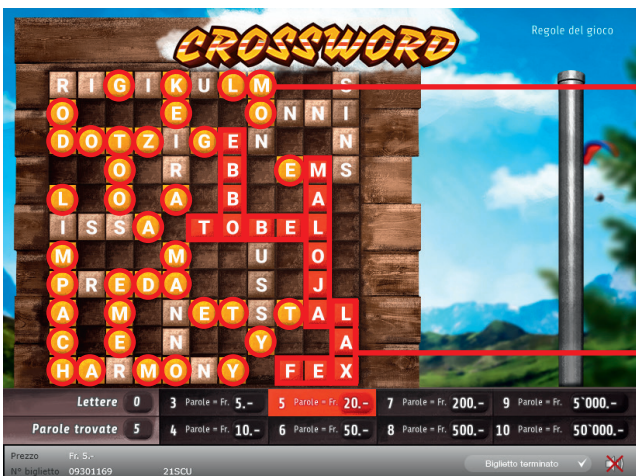 CROSSWORD
Regole del gioco
R I G I K U L M S
O E O N N I
D O T Z I G E N N
O R B E M S
L O A B A
I S S A T O B E L
M M U O
P R E D A S J
A M N E T S T A L
C E N Y A
H A R M O N Y F E X
Lettere 0 3 Parole = Fr. 5.- 5 Parole = Fr. 20.- 7 Parole = Fr. 200.- 9 Parole = Fr. 5`000.-
Parole trovate 5 4 Parole = Fr. 10.- 6 Parole = Fr. 50.- 8 Parole = Fr. 500.- 10 Parole = Fr. 50`000.-
Prezzo Fr. 5.-
N° biglietto 09301169 21SCU
Biglietto terminato